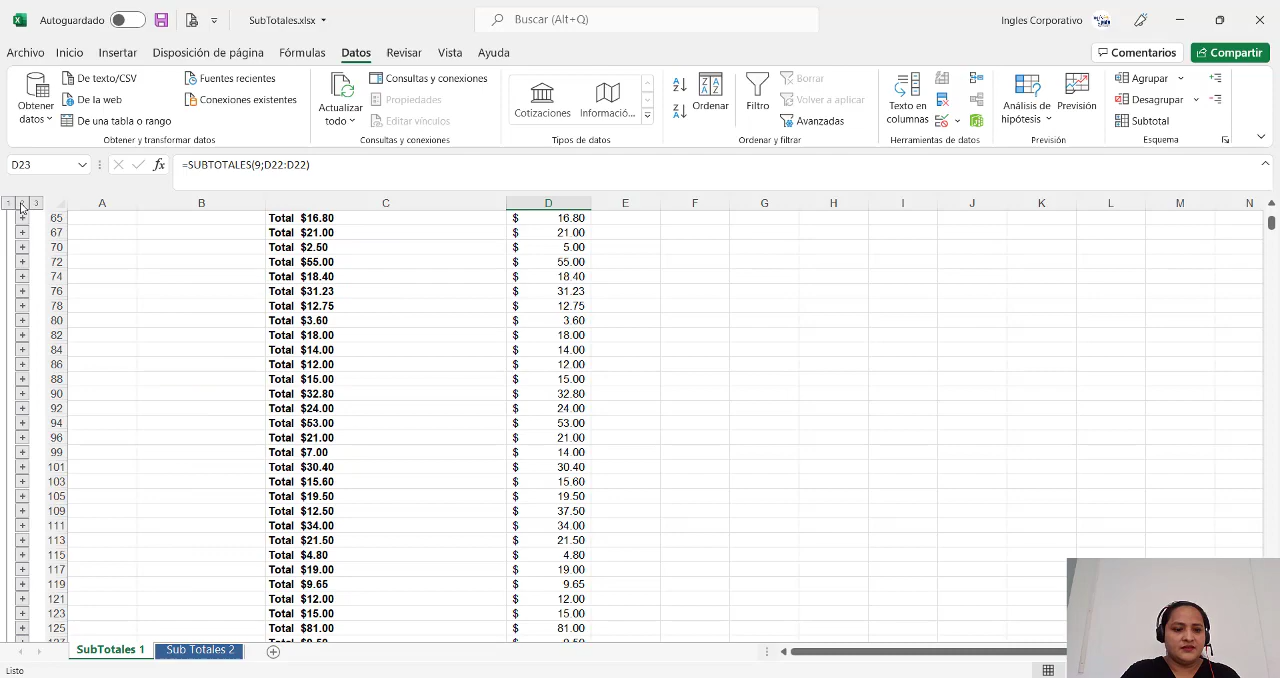 Autoguardado SubTotales.xlsx Buscar (Alt+Q) Ingles Corporativo
Archivo Inicio Insertar Disposición de página Fórmulas Datos Revisar Vista Ayuda Comentarios Compartir
Obtener datos De texto/CSV Fuentes recientes
De la web Conexiones existentes
De una tabla o rango
Obtener y transformar datos
Actualizar todo Consultas y conexiones
Propiedades
Editar vínculos
Consultas y conexiones
Cotizaciones Informació...
Tipos de datos
Ordenar Filtro Borrar
Volver a aplicar
Avanzadas
Ordenar y filtrar
Texto en columnas
Herramientas de datos
Análisis de hipótesis Previsión
Previsión
Agrupar
Desagrupar
Subtotal
Esquema
D23 fx =SUBTOTALES(9;D22:D22)
1 2 3 A B C D E F G H I J K L M N
65 Total $16.80 $ 16.80
67 Total $21.00 $ 21.00
70 Total $2.50 $ 5.00
72 Total $55.00 $ 55.00
74 Total $18.40 $ 18.40
76 Total $31.23 $ 31.23
78 Total $12.75 $ 12.75
80 Total $3.60 $ 3.60
82 Total $18.00 $ 18.00
84 Total $14.00 $ 14.00
86 Total $12.00 $ 12.00
88 Total $15.00 $ 15.00
90 Total $32.80 $ 32.80
92 Total $24.00 $ 24.00
94 Total $53.00 $ 53.00
96 Total $21.00 $ 21.00
99 Total $7.00 $ 14.00
101 Total $30.40 $ 30.40
103 Total $15.60 $ 15.60
105 Total $19.50 $ 19.50
109 Total $12.50 $ 37.50
111 Total $34.00 $ 34.00
113 Total $21.50 $ 21.50
115 Total $4.80 $ 4.80
117 Total $19.00 $ 19.00
119 Total $9.65 $ 9.65
121 Total $12.00 $ 12.00
123 Total $15.00 $ 15.00
125 Total $81.00 $ 81.00
SubTotales 1 Sub Totales 2
Listo